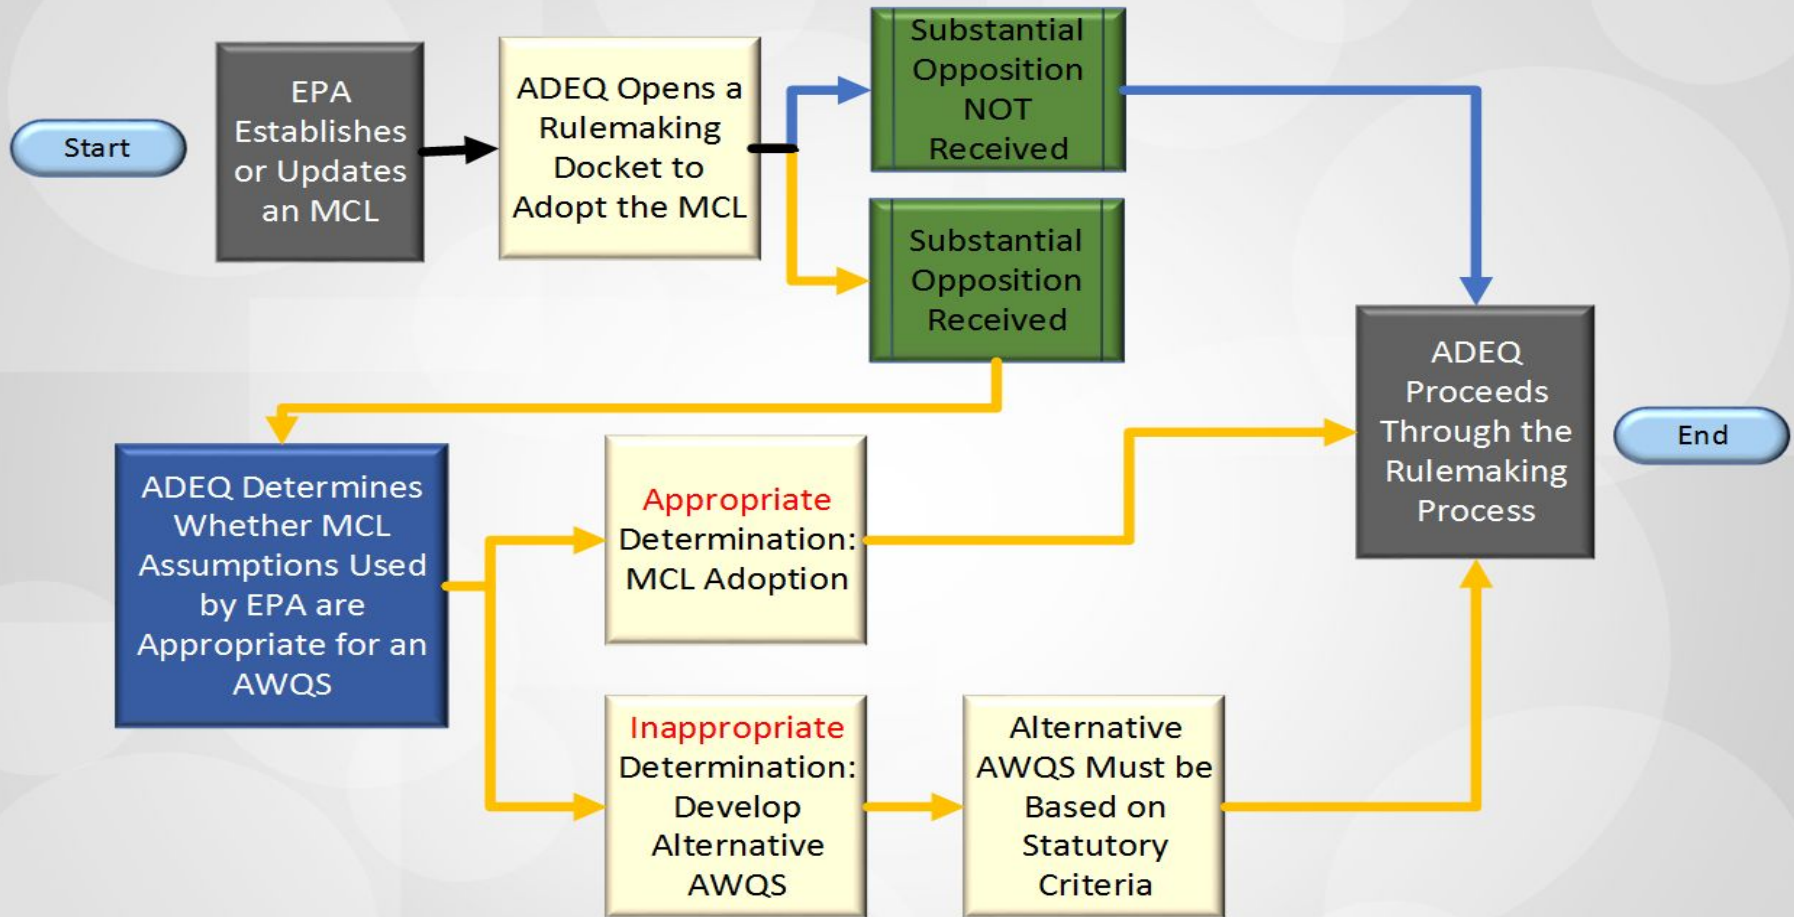 Start
EPA
Establishes
or Updates
an MCL
ADEQ Opens a
Rulemaking
Docket to
Adopt the MCL
Substantial
Opposition
NOT
Received
Substantial
Opposition
Received
ADEQ Determines
Whether MCL
Assumptions Used
by EPA are
Appropriate for an
AWQS
Appropriate
Determination:
MCL Adoption
Inappropriate
Determination:
Develop
Alternative
AWQS
Alternative
AWQS Must be
Based on
Statutory
Criteria
ADEQ
Proceeds
Through the
Rulemaking
Process
End